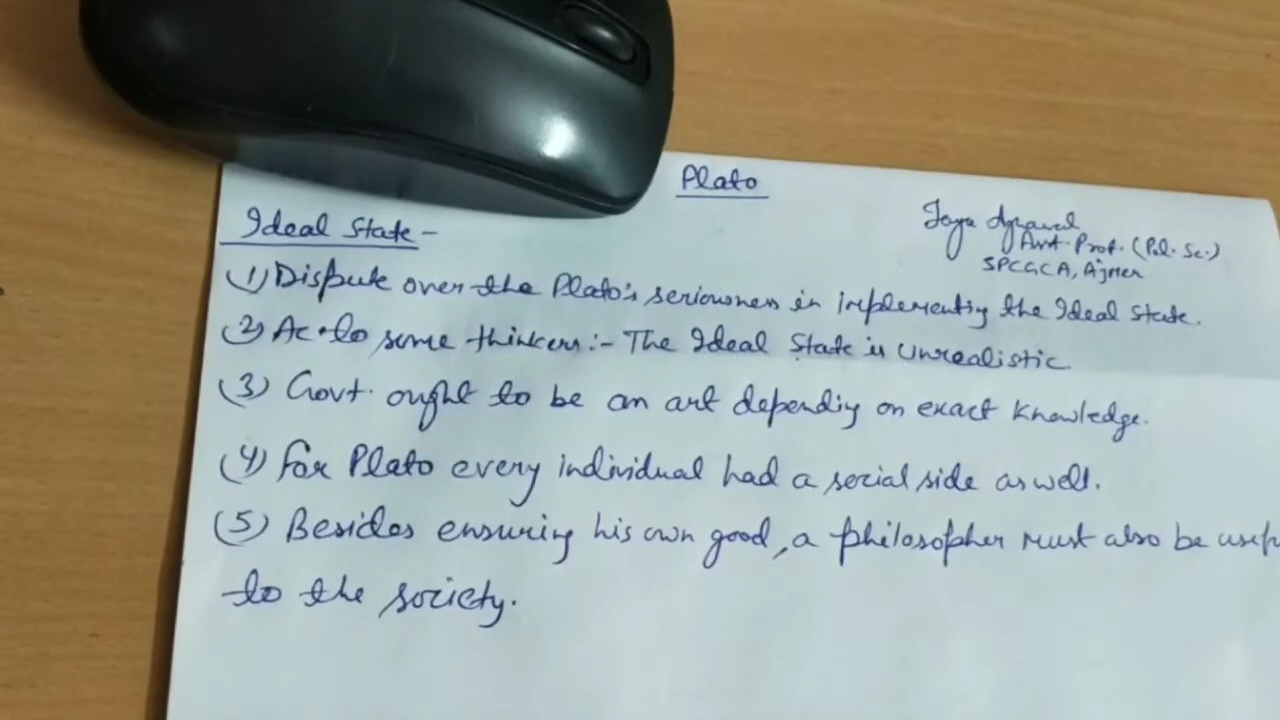 Plato
Ideal State -
Jaya Agrawal
Asst. Prof. (Pol. Sc.)
SPCGCA, Ajmer
(1) Dispute over the Plato's seriousness in implementing the Ideal State.
(2) Ac. to some thinkers :- The Ideal State is Unrealistic
(3) Govt. ought to be an art depending on exact Knowledge.
(4) For Plato every individual had a social side as well.
(5) Besides ensuring his own good, a philosopher must also be usef
to the society.